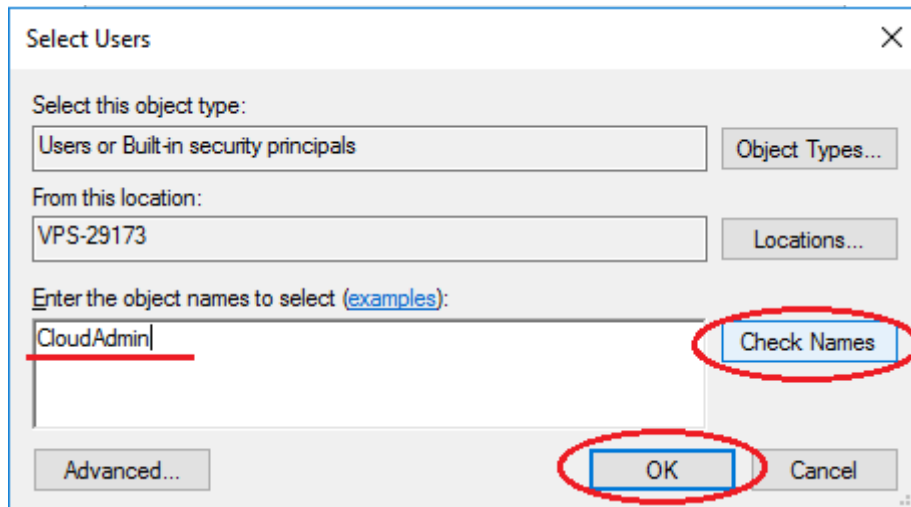 Select Users
Select this object type:
Users or Built-in security principals
Object Types...
From this location:
VPS-29173
Locations...
Enter the object names to select (examples):
CloudAdmin
Check Names
Advanced...
OK
Cancel